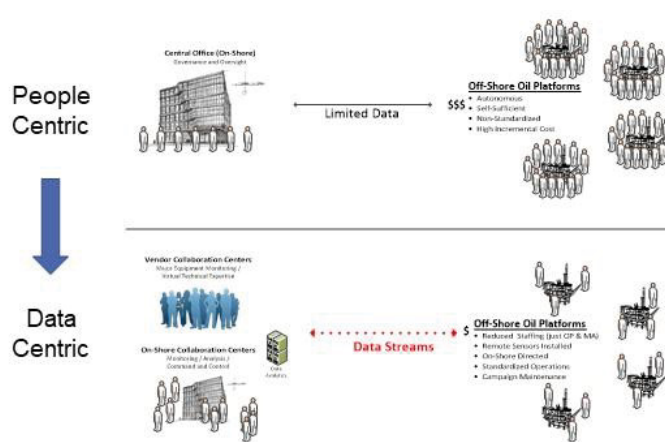 People
Centric
Central Office (On-Shore)
Governance and Oversight
Limited Data
$$$
Off-Shore Oil Platforms
• Autonomous
• Self-Sufficient
• Non-Standardized
• High Incremental Cost
Data
Centric
Vendor Collaboration Centers
Major Equipment Monitoring /
Virtual Technical Expertise
On-Shore Collaboration Centers
Monitoring / Analysis /
Command and Control
Data
Analytics
Data Streams
$
Off-Shore Oil Platforms
• Reduced Staffing (just OP & MA)
• Remote Sensors Installed
• On-Shore Directed
• Standardized Operations
• Campaign Maintenance